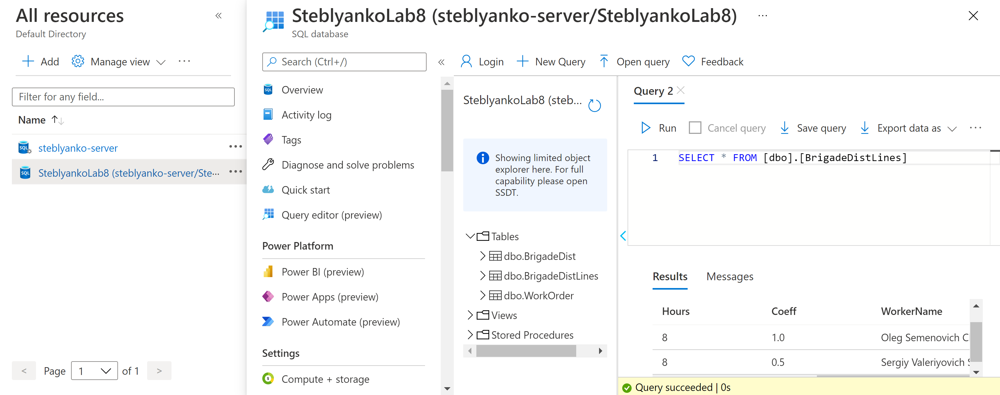 All resources
«
Default Directory
Add
Manage view
...
Filter for any field...
Name
steblyanko-server
...
SteblyankoLab8 (steblyanko-server/Ste...
...
<
Page
1
of 1
>
SteblyankoLab8 (steblyanko-server/SteblyankoLab8)
...
SQL database
Search (Ctrl+/)
«
SQL
Overview
Activity log
Tags
Diagnose and solve problems
Quick start
Query editor (preview)
Power Platform
Power BI (preview)
Power Apps (preview)
Power Automate (preview)
Settings
Compute + storage
Login
New Query
Open query
Feedback
SteblyankoLab8 (steb...
Showing limited object
explorer here. For full
capability please open
SSDT.
Tables
dbo.BrigadeDist
dbo.BrigadeDistLines
dbo.WorkOrder
Views
Stored Procedures
Query 2
Run
Cancel query
Save query
Export data as
...
1 SELECT * FROM [dbo].[BrigadeDistLines]
Results
Messages
Hours Coeff WorkerName
8 1.0 Oleg Semenovich
8 0.5 Sergiy Valeriyovich
Query succeeded | 0s